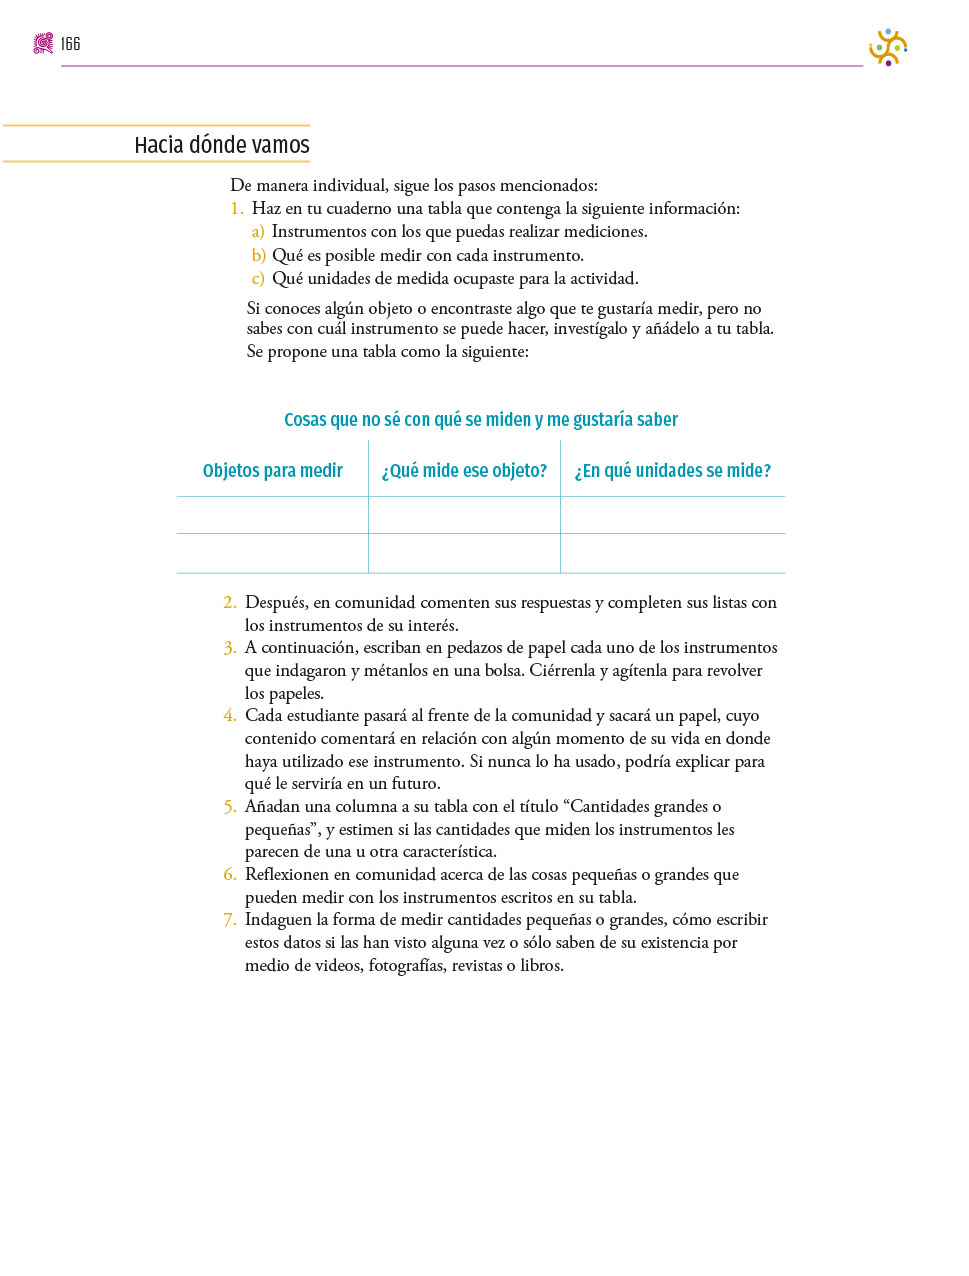 166
Hacia dónde vamos
De manera individual, sigue los pasos mencionados:
1. Haz en tu cuaderno una tabla que contenga la siguiente información:
a) Instrumentos con los que puedas realizar mediciones.
b) Qué es posible medir con cada instrumento.
c) Qué unidades de medida ocupaste para la actividad.
Si conoces algún objeto o encontraste algo que te gustaría medir, pero no
sabes con cuál instrumento se puede hacer, investígalo y añádelo a tu tabla.
Se propone una tabla como la siguiente:
Cosas que no sé con qué se miden y me gustaría saber
Objetos para medir ¿Qué mide ese objeto? ¿En qué unidades se mide?
2. Después, en comunidad comenten sus respuestas y completen sus listas con
los instrumentos de su interés.
3. A continuación, escriban en pedazos de papel cada uno de los instrumentos
que indagaron y métanlos en una bolsa. Ciérrenla y agítenla para revolver
los papeles.
4. Cada estudiante pasará al frente de la comunidad y sacará un papel, cuyo
contenido comentará en relación con algún momento de su vida en donde
haya utilizado ese instrumento. Si nunca lo ha usado, podría explicar para
qué le serviría en un futuro.
5. Añadan una columna a su tabla con el título “Cantidades grandes o
pequeñas”, y estimen si las cantidades que miden los instrumentos les
parecen de una u otra característica.
6. Reflexionen en comunidad acerca de las cosas pequeñas o grandes que
pueden medir con los instrumentos escritos en su tabla.
7. Indaguen la forma de medir cantidades pequeñas o grandes, cómo escribir
estos datos si las han visto alguna vez o sólo saben de su existencia por
medio de videos, fotografías, revistas o libros.